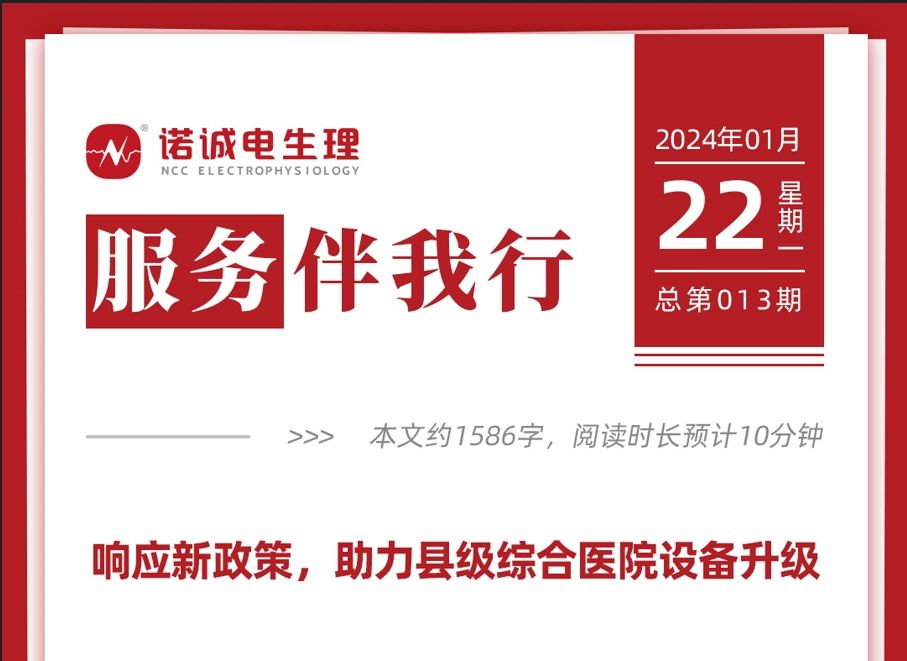 诺诚电生理
NCC ELECTROPHYSIOLOGY
服务伴我行
2024年01月
22
星期一
总第013期
>>> 本文约1586字，阅读时长预计10分钟
响应新政策，助力县级综合医院设备升级